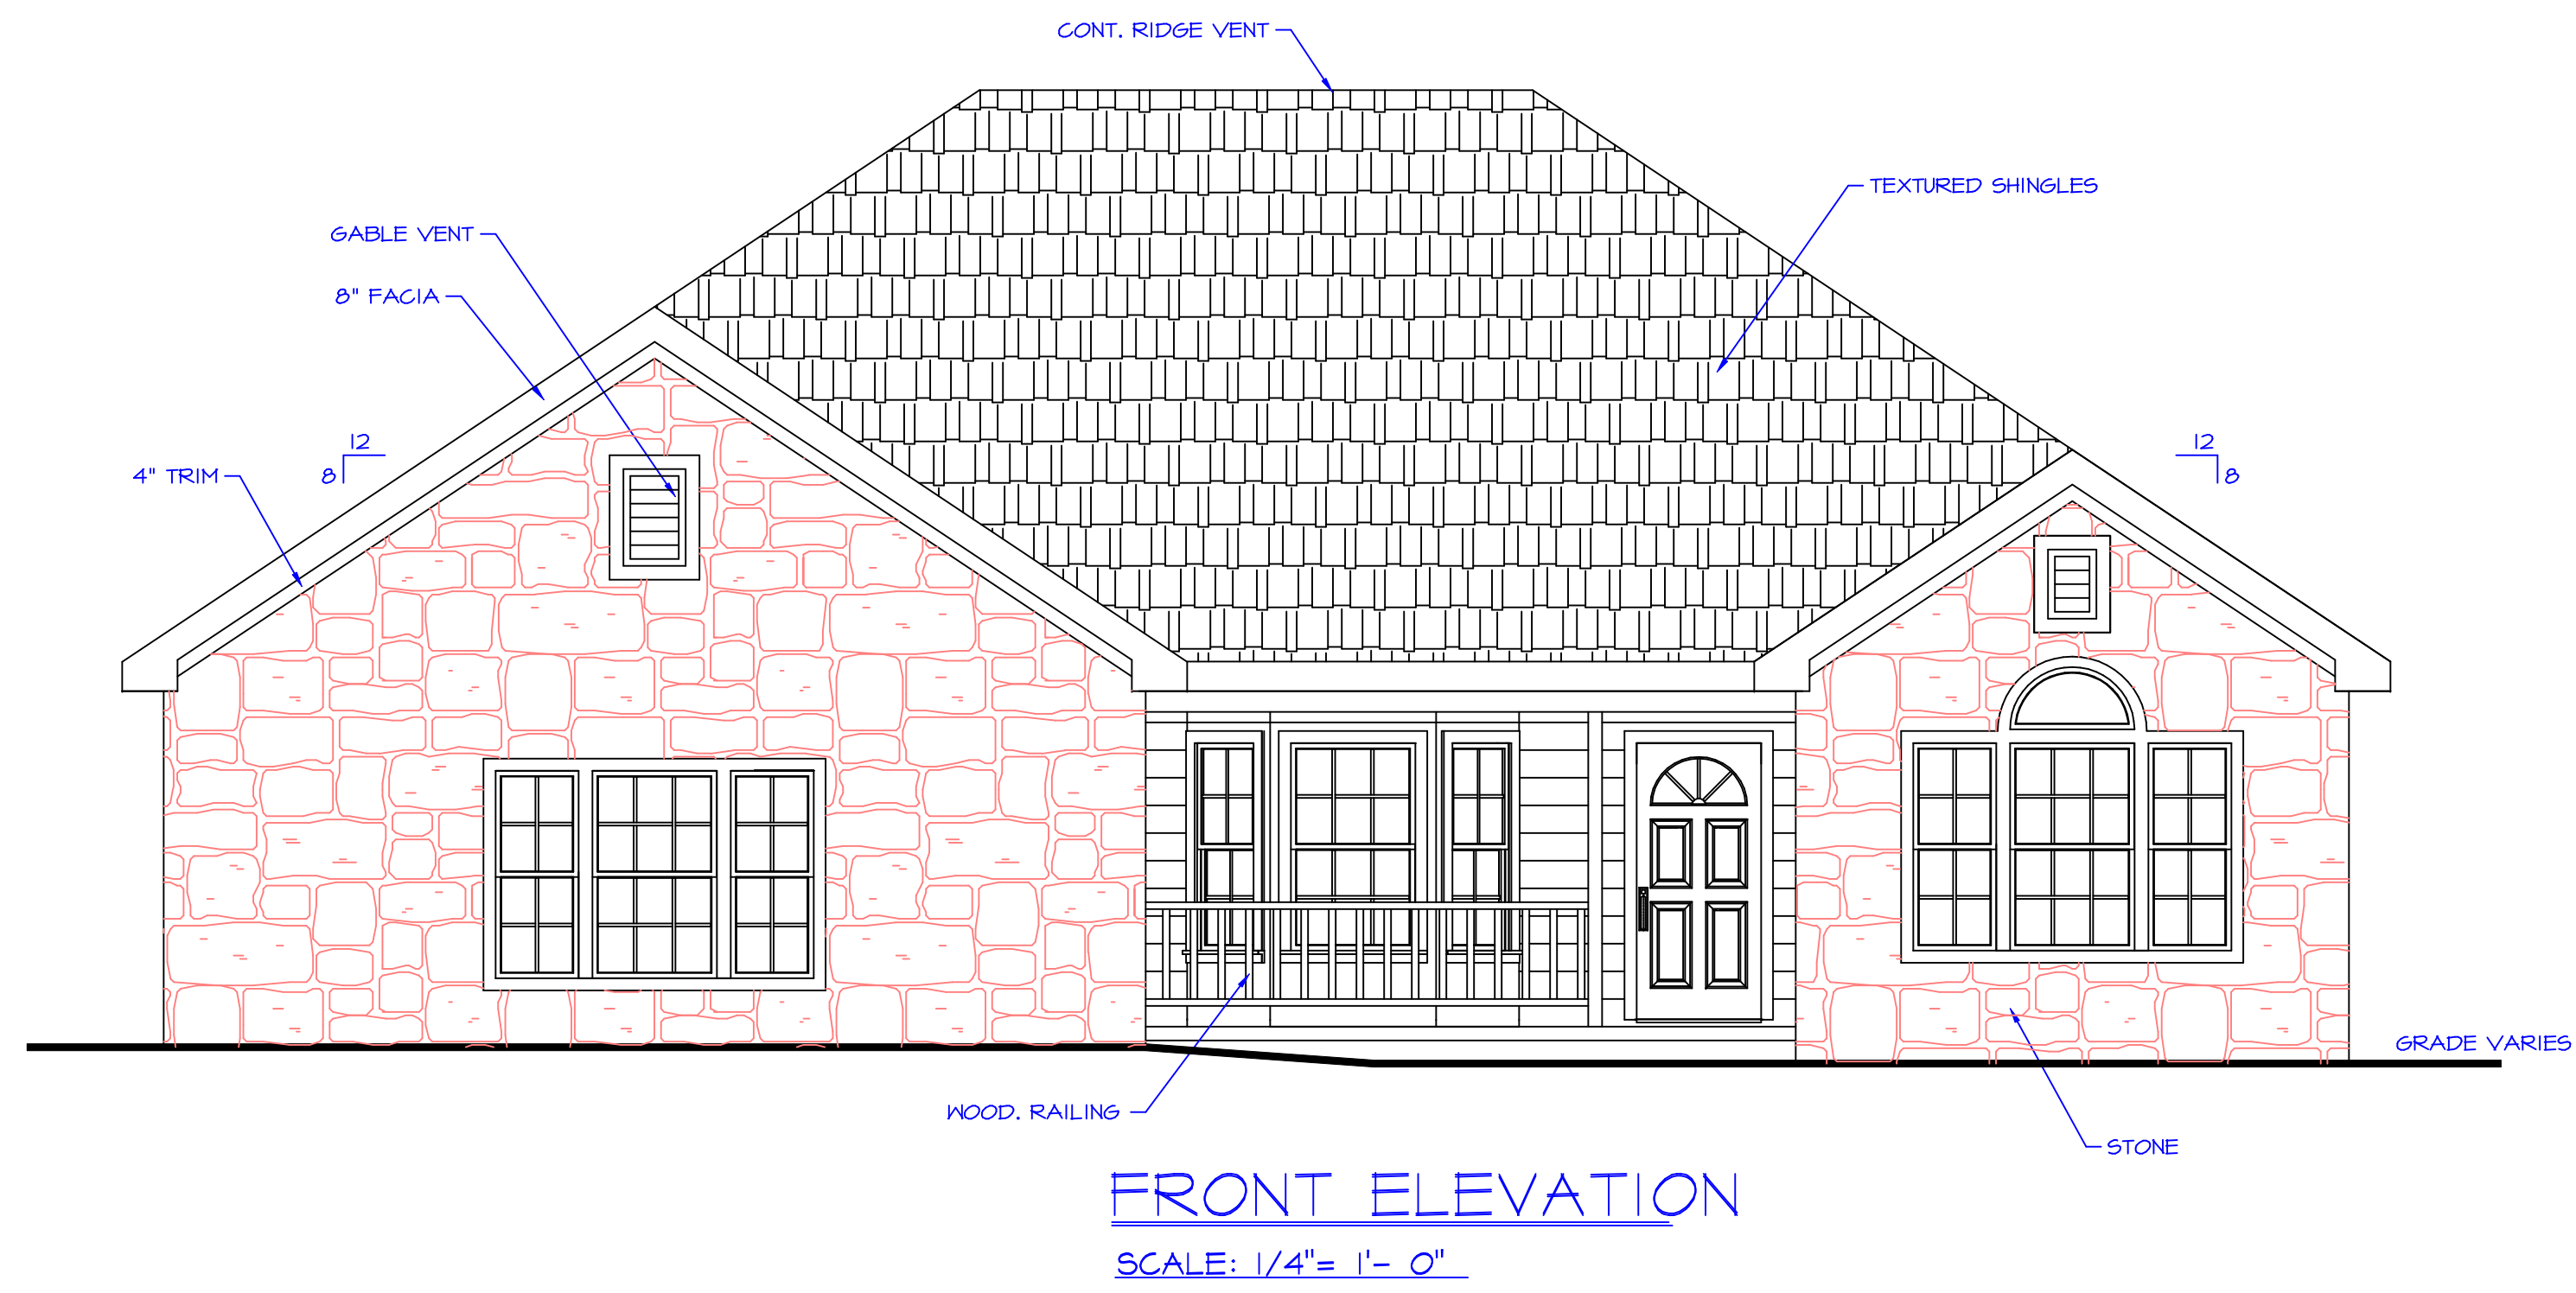 CONT. RIDGE VENT
TEXTURED SHINGLES
GABLE VENT
8" FACIA
12
8
4" TRIM
12
8
GRADE VARIES
WOOD. RAILING
STONE
FRONT ELEVATION
SCALE: 1/4"= 1'- 0"